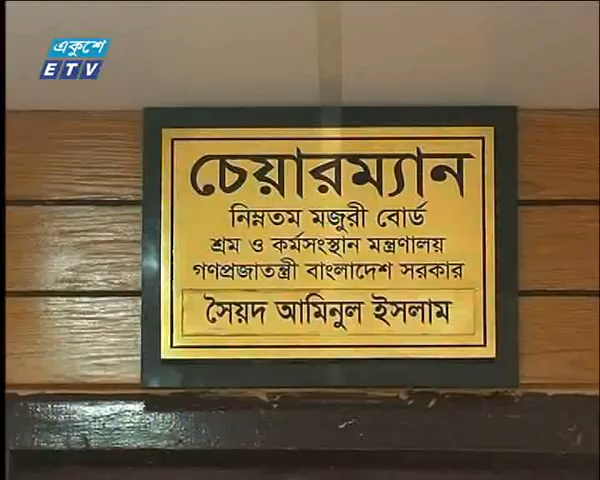 একুশে
ETV
চেয়ারম্যান
নিম্নতম মজুরী বোর্ড
শ্রম ও কর্মসংস্থান মন্ত্রণালয়
গণপ্রজাতন্ত্রী বাংলাদেশ সরকার
সৈয়দ আমিনুল ইসলাম